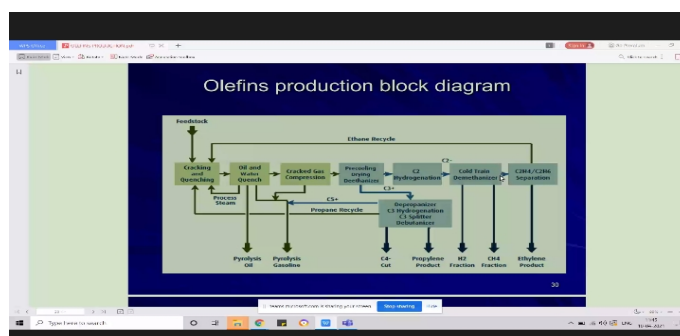 Olefins production block diagram
Feedstock
Ethane Recycle
C2-
Cracking
and
Quenching
Oil and
Water
Quench
Cracked Gas
Compression
Precooling
Drying
Deethanizer
C2
Hydrogenation
Cold Train
Demethanizer
C2H4/C2H6
Separation
Process
Steam
C3+
C5+
Propane Recycle
Depropanizer
C3 Hydrogenation
C3 Splitter
Debutanizer
Pyrolysis
Oil
Pyrolysis
Gasoline
C4-
Cut
Propylene
Product
H2
Fraction
CH4
Fraction
Ethylene
Product
30
Stop sharing
Hide
Type here to search